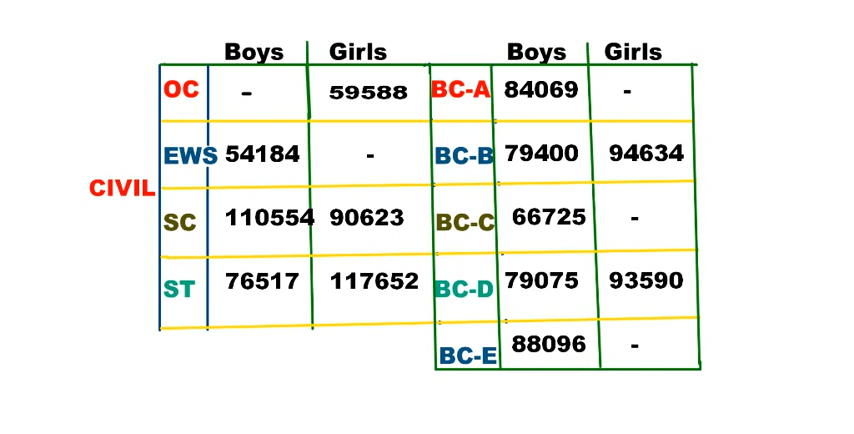 Boys Girls Boys Girls
OC - 59588 BC-A 84069 -
EWS 54184 - BC-B 79400 94634
CIVIL
SC 110554 90623 BC-C 66725 -
ST 76517 117652 BC-D 79075 93590
BC-E 88096 -